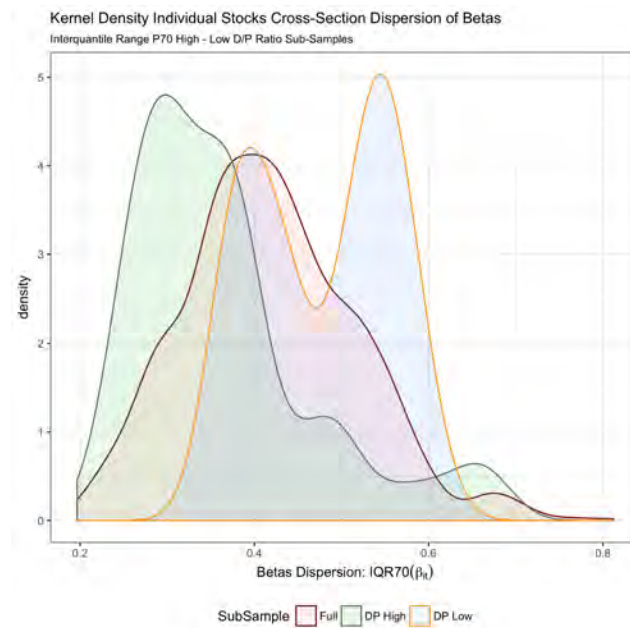 Kernel Density Individual Stocks Cross-Section Dispersion of Betas
Interquantile Range P70 High - Low D/P Ratio Sub-Samples
5
4
3
2
1
0
density
0.2 0.4 0.6 0.8
Betas Dispersion: IQR70(βit)
SubSample Full DP High DP Low